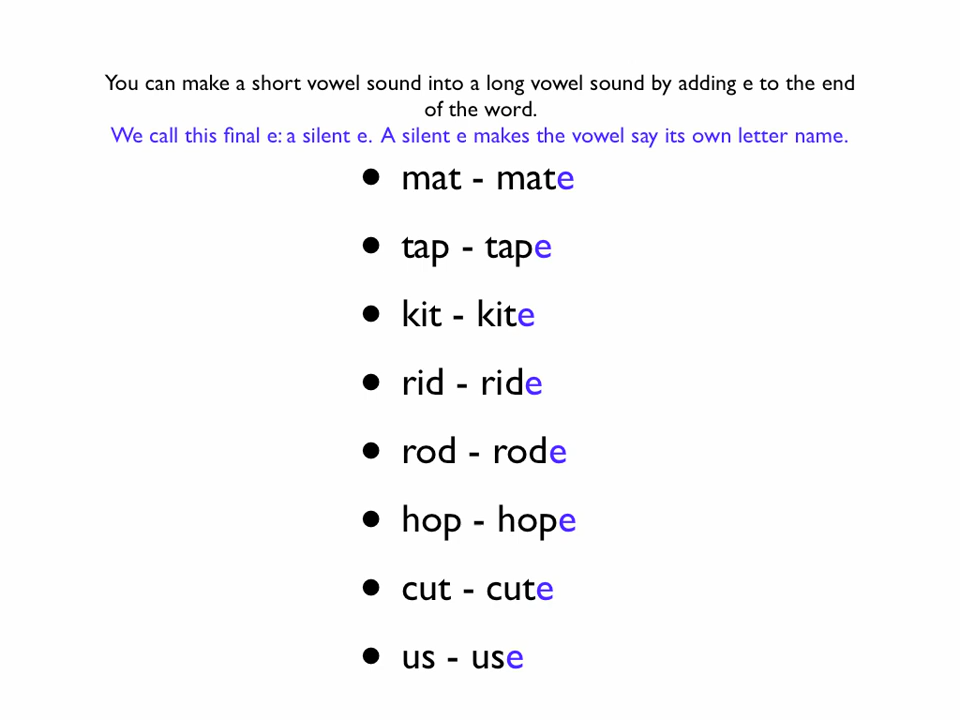 You can make a short vowel sound into a long vowel sound by adding e to the end
of the word.
We call this final e: a silent e.  A silent e makes the vowel say its own letter name.
• mat - mate
• tap - tape
• kit - kite
• rid - ride
• rod - rode
• hop - hope
• cut - cute
• us - use